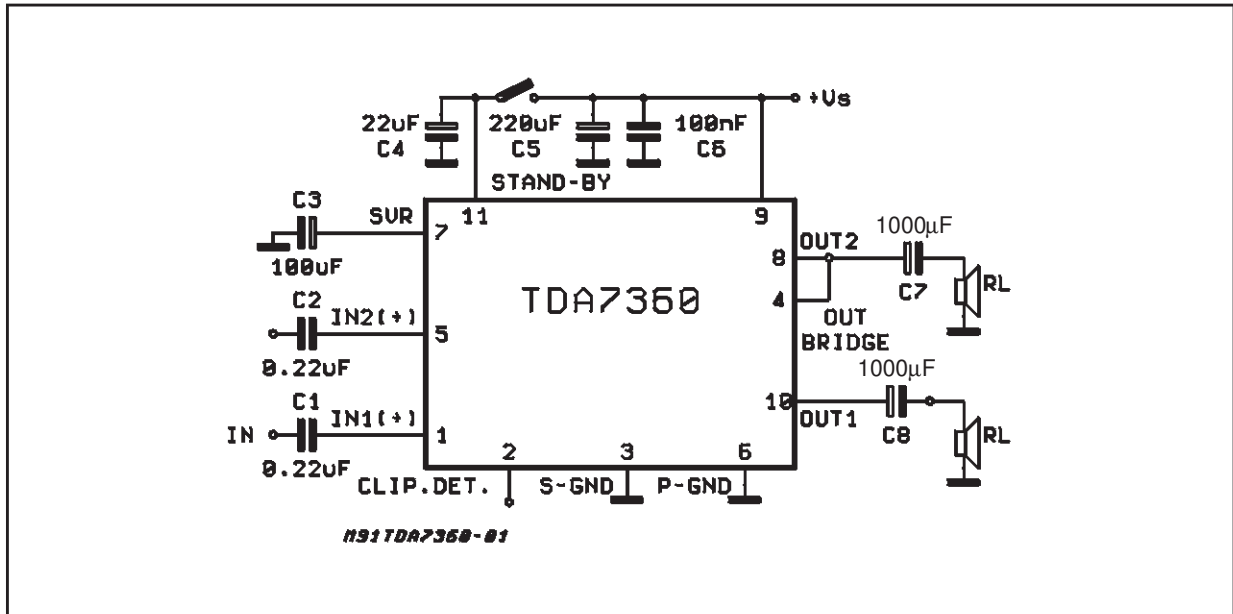 +Vs
22uF
C4
220uF
C5
100nF
C6
STAND-BY
11
9
C3
SVR
7
100uF
C2
IN2(+)
5
0.22uF
C1
IN
IN1(+)
1
0.22uF
TDA7360
8
OUT2
1000μF
C7
RL
4
OUT
BRIDGE
10
OUT1
1000μF
C8
RL
2
3
6
CLIP.DET.
S-GND
P-GND
M91TDA7360-01